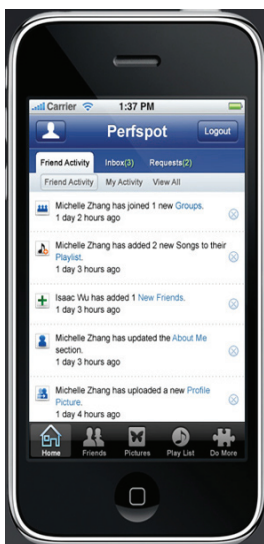 Carrier 1:37 PM
Perfspot Logout
Friend Activity Inbox(3) Requests(2)
Friend Activity My Activity View All
Michelle Zhang has joined 1 new Groups.
1 day 2 hours ago
Michelle Zhang has added 2 new Songs to their
Playlist.
1 day 3 hours ago
Isaac Wu has added 1 New Friends.
1 day 3 hours ago
Michelle Zhang has updated the About Me
section.
1 day 3 hours ago
Michelle Zhang has uploaded a new Profile
Picture.
1 day 4 hours ago
Home Friends Pictures Play List Do More